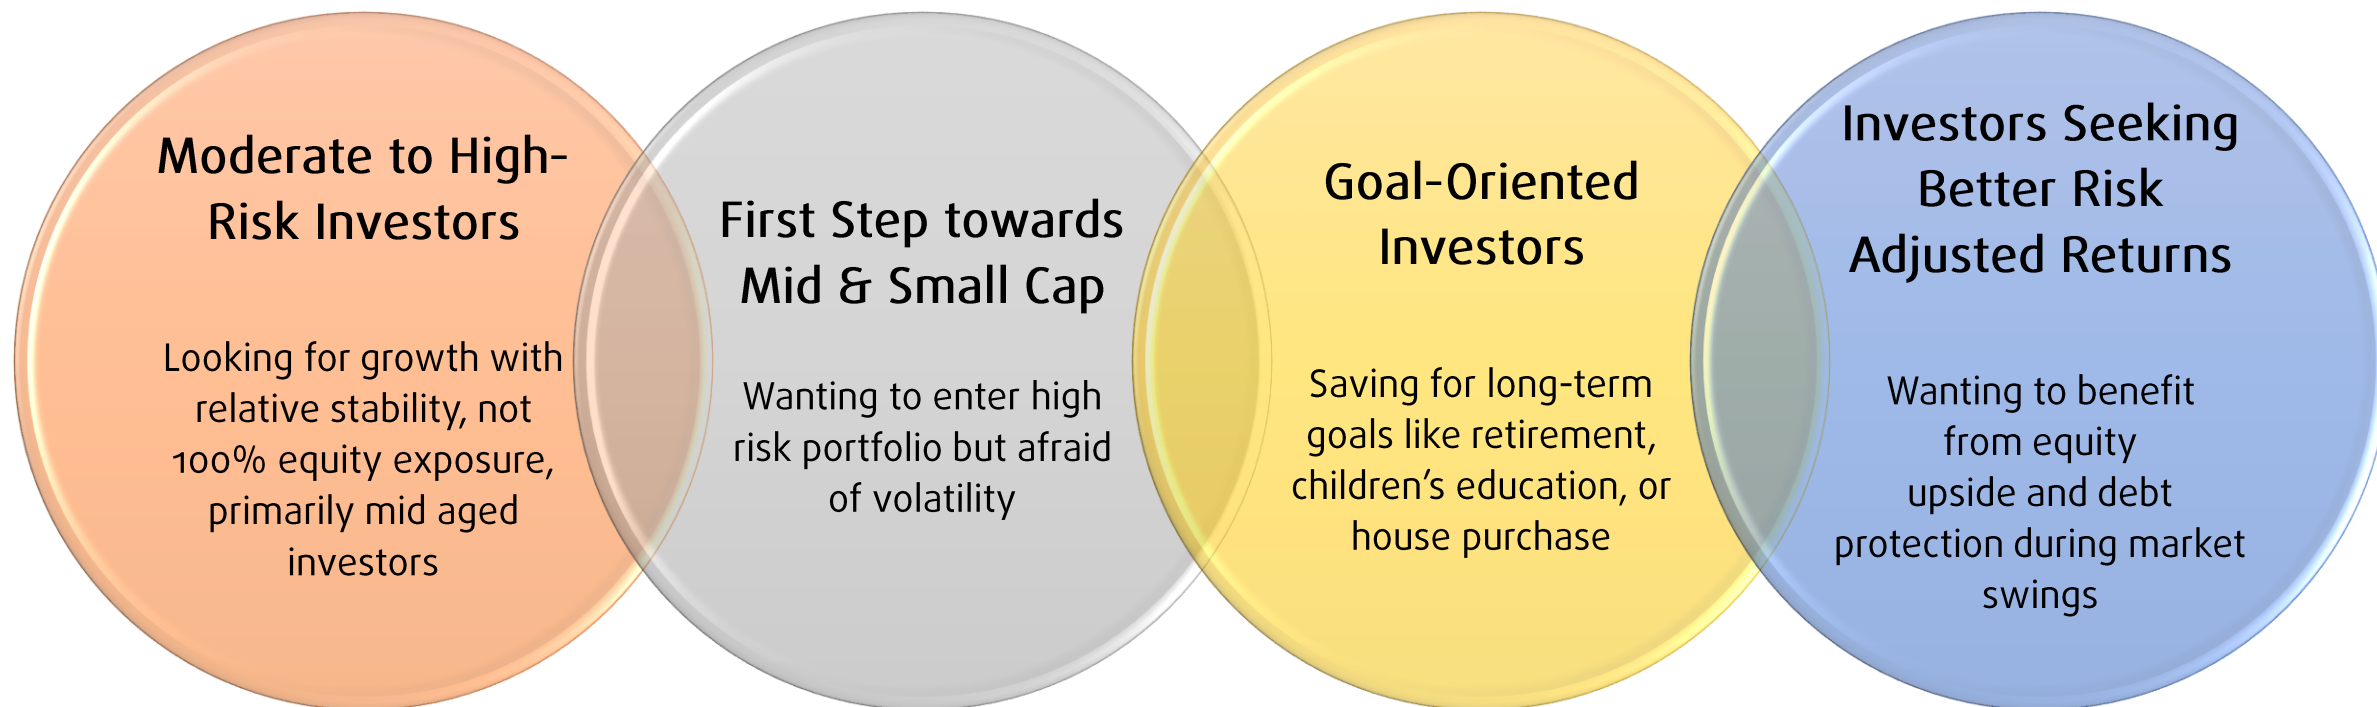 Moderate to High-
Risk Investors
Looking for growth with
relative stability, not
100% equity exposure,
primarily mid aged
investors
First Step towards
Mid & Small Cap
Wanting to enter high
risk portfolio but afraid
of volatility
Goal-Oriented
Investors
Saving for long-term
goals like retirement,
children’s education, or
house purchase
Investors Seeking
Better Risk
Adjusted Returns
Wanting to benefit
from equity
upside and debt
protection during market
swings